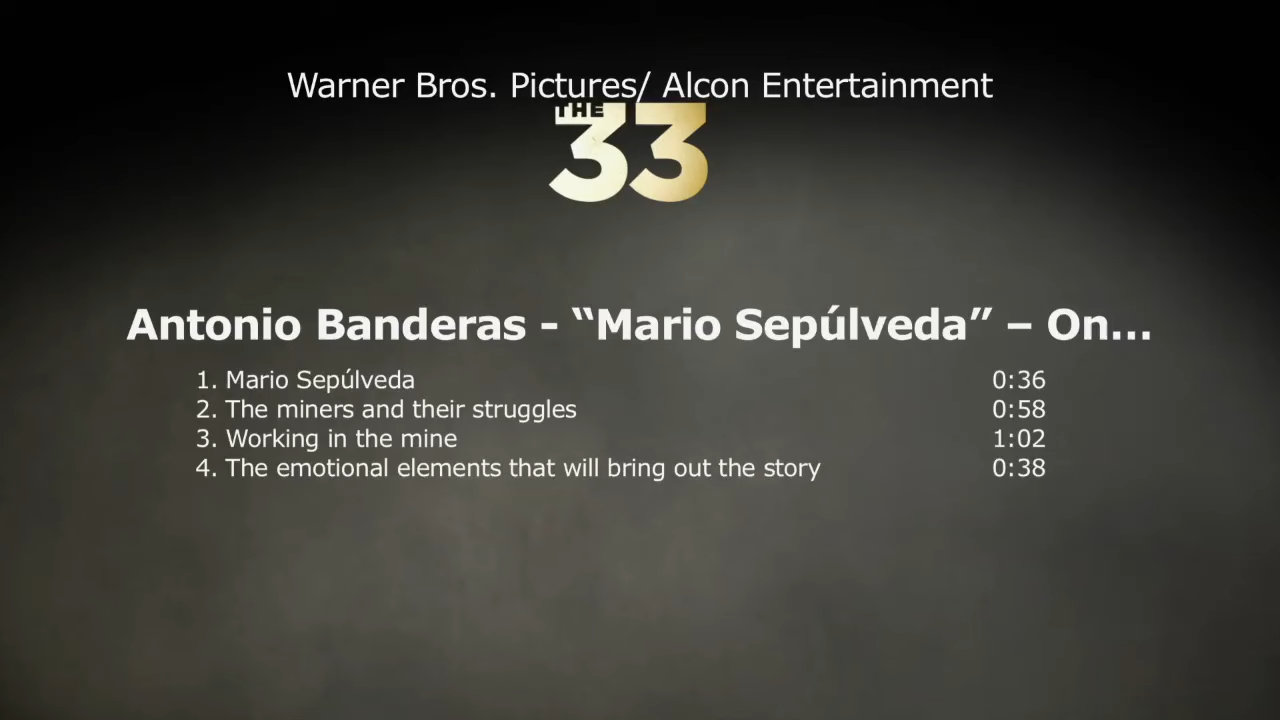 Warner Bros. Pictures/ Alcon Entertainment
THE
33
Antonio Banderas - “Mario Sepúlveda” – On...
1. Mario Sepúlveda 0:36
2. The miners and their struggles 0:58
3. Working in the mine 1:02
4. The emotional elements that will bring out the story 0:38